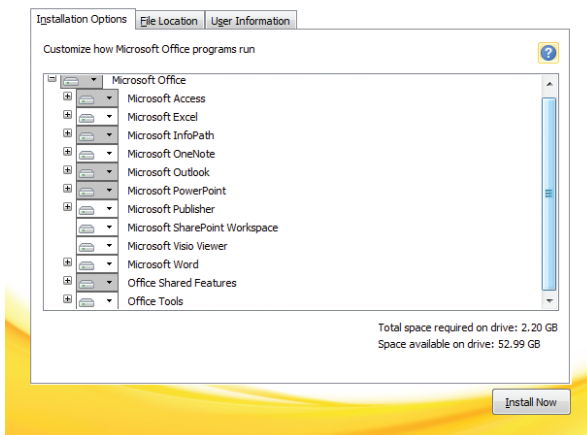 Installation Options File Location User Information
Customize how Microsoft Office programs run
Microsoft Office
Microsoft Access
Microsoft Excel
Microsoft InfoPath
Microsoft OneNote
Microsoft Outlook
Microsoft PowerPoint
Microsoft Publisher
Microsoft SharePoint Workspace
Microsoft Visio Viewer
Microsoft Word
Office Shared Features
Office Tools
Total space required on drive: 2.20 GB
Space available on drive: 52.99 GB
Install Now